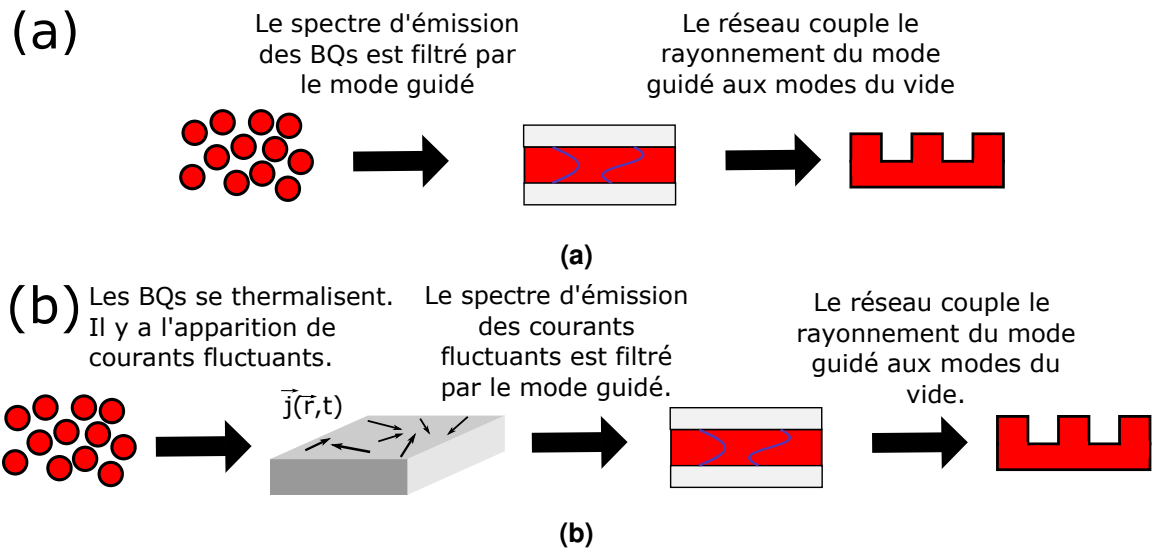 (a)
Le spectre d'émission
des BQs est filtré par
le mode guidé
Le réseau couple le
rayonnement du mode
guidé aux modes du vide
(a)
(b)
Les BQs se thermalisent.
Il y a l'apparition de
courants fluctuants.
Le spectre d'émission
des courants
fluctuants est filtré
par le mode guidé.
Le réseau couple le
rayonnement du mode
guidé aux modes du
vide.
j(r,t)
(b)